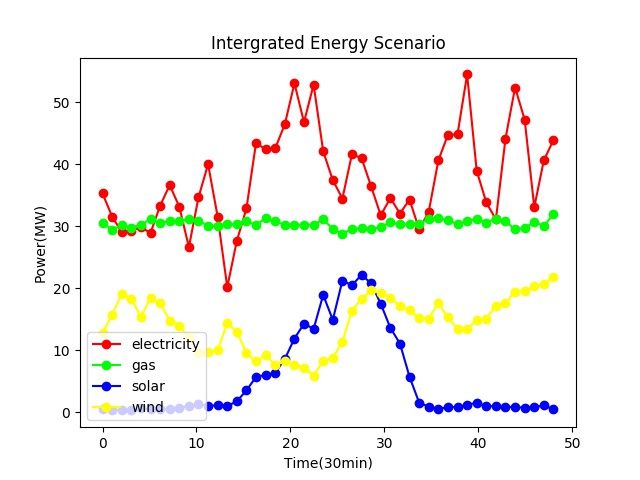 Intergrated Energy Scenario
Power(MW)
50
40
30
20
10
0
electricity
gas
solar
wind
0 10 20 30 40 50
Time(30min)